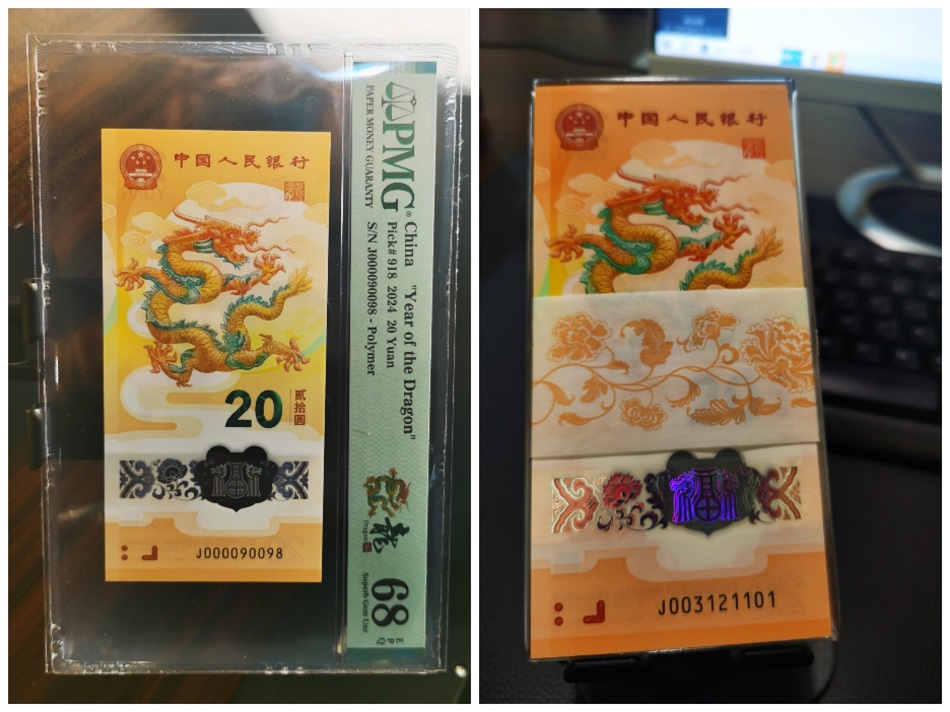 中国人民银行
20
贰拾圆
J000090098
PMG®
PAPER MONEY GUARANTY
China "Year of the Dragon"
Pick# 918 2024 20 Yuan
S/N J000090098 - Polymer
龍
Dragon
68
Superb Gem Unc
EPQ
中国人民银行
J003121101